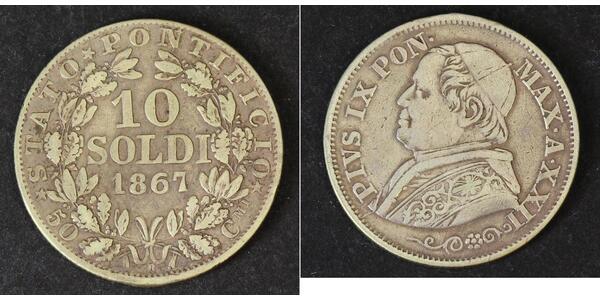 STATO ★ PONTIFICIO
10
SOLDI
1867
★ 50 CMI ★
R
PIUS IX PON. MAX. A. XXII